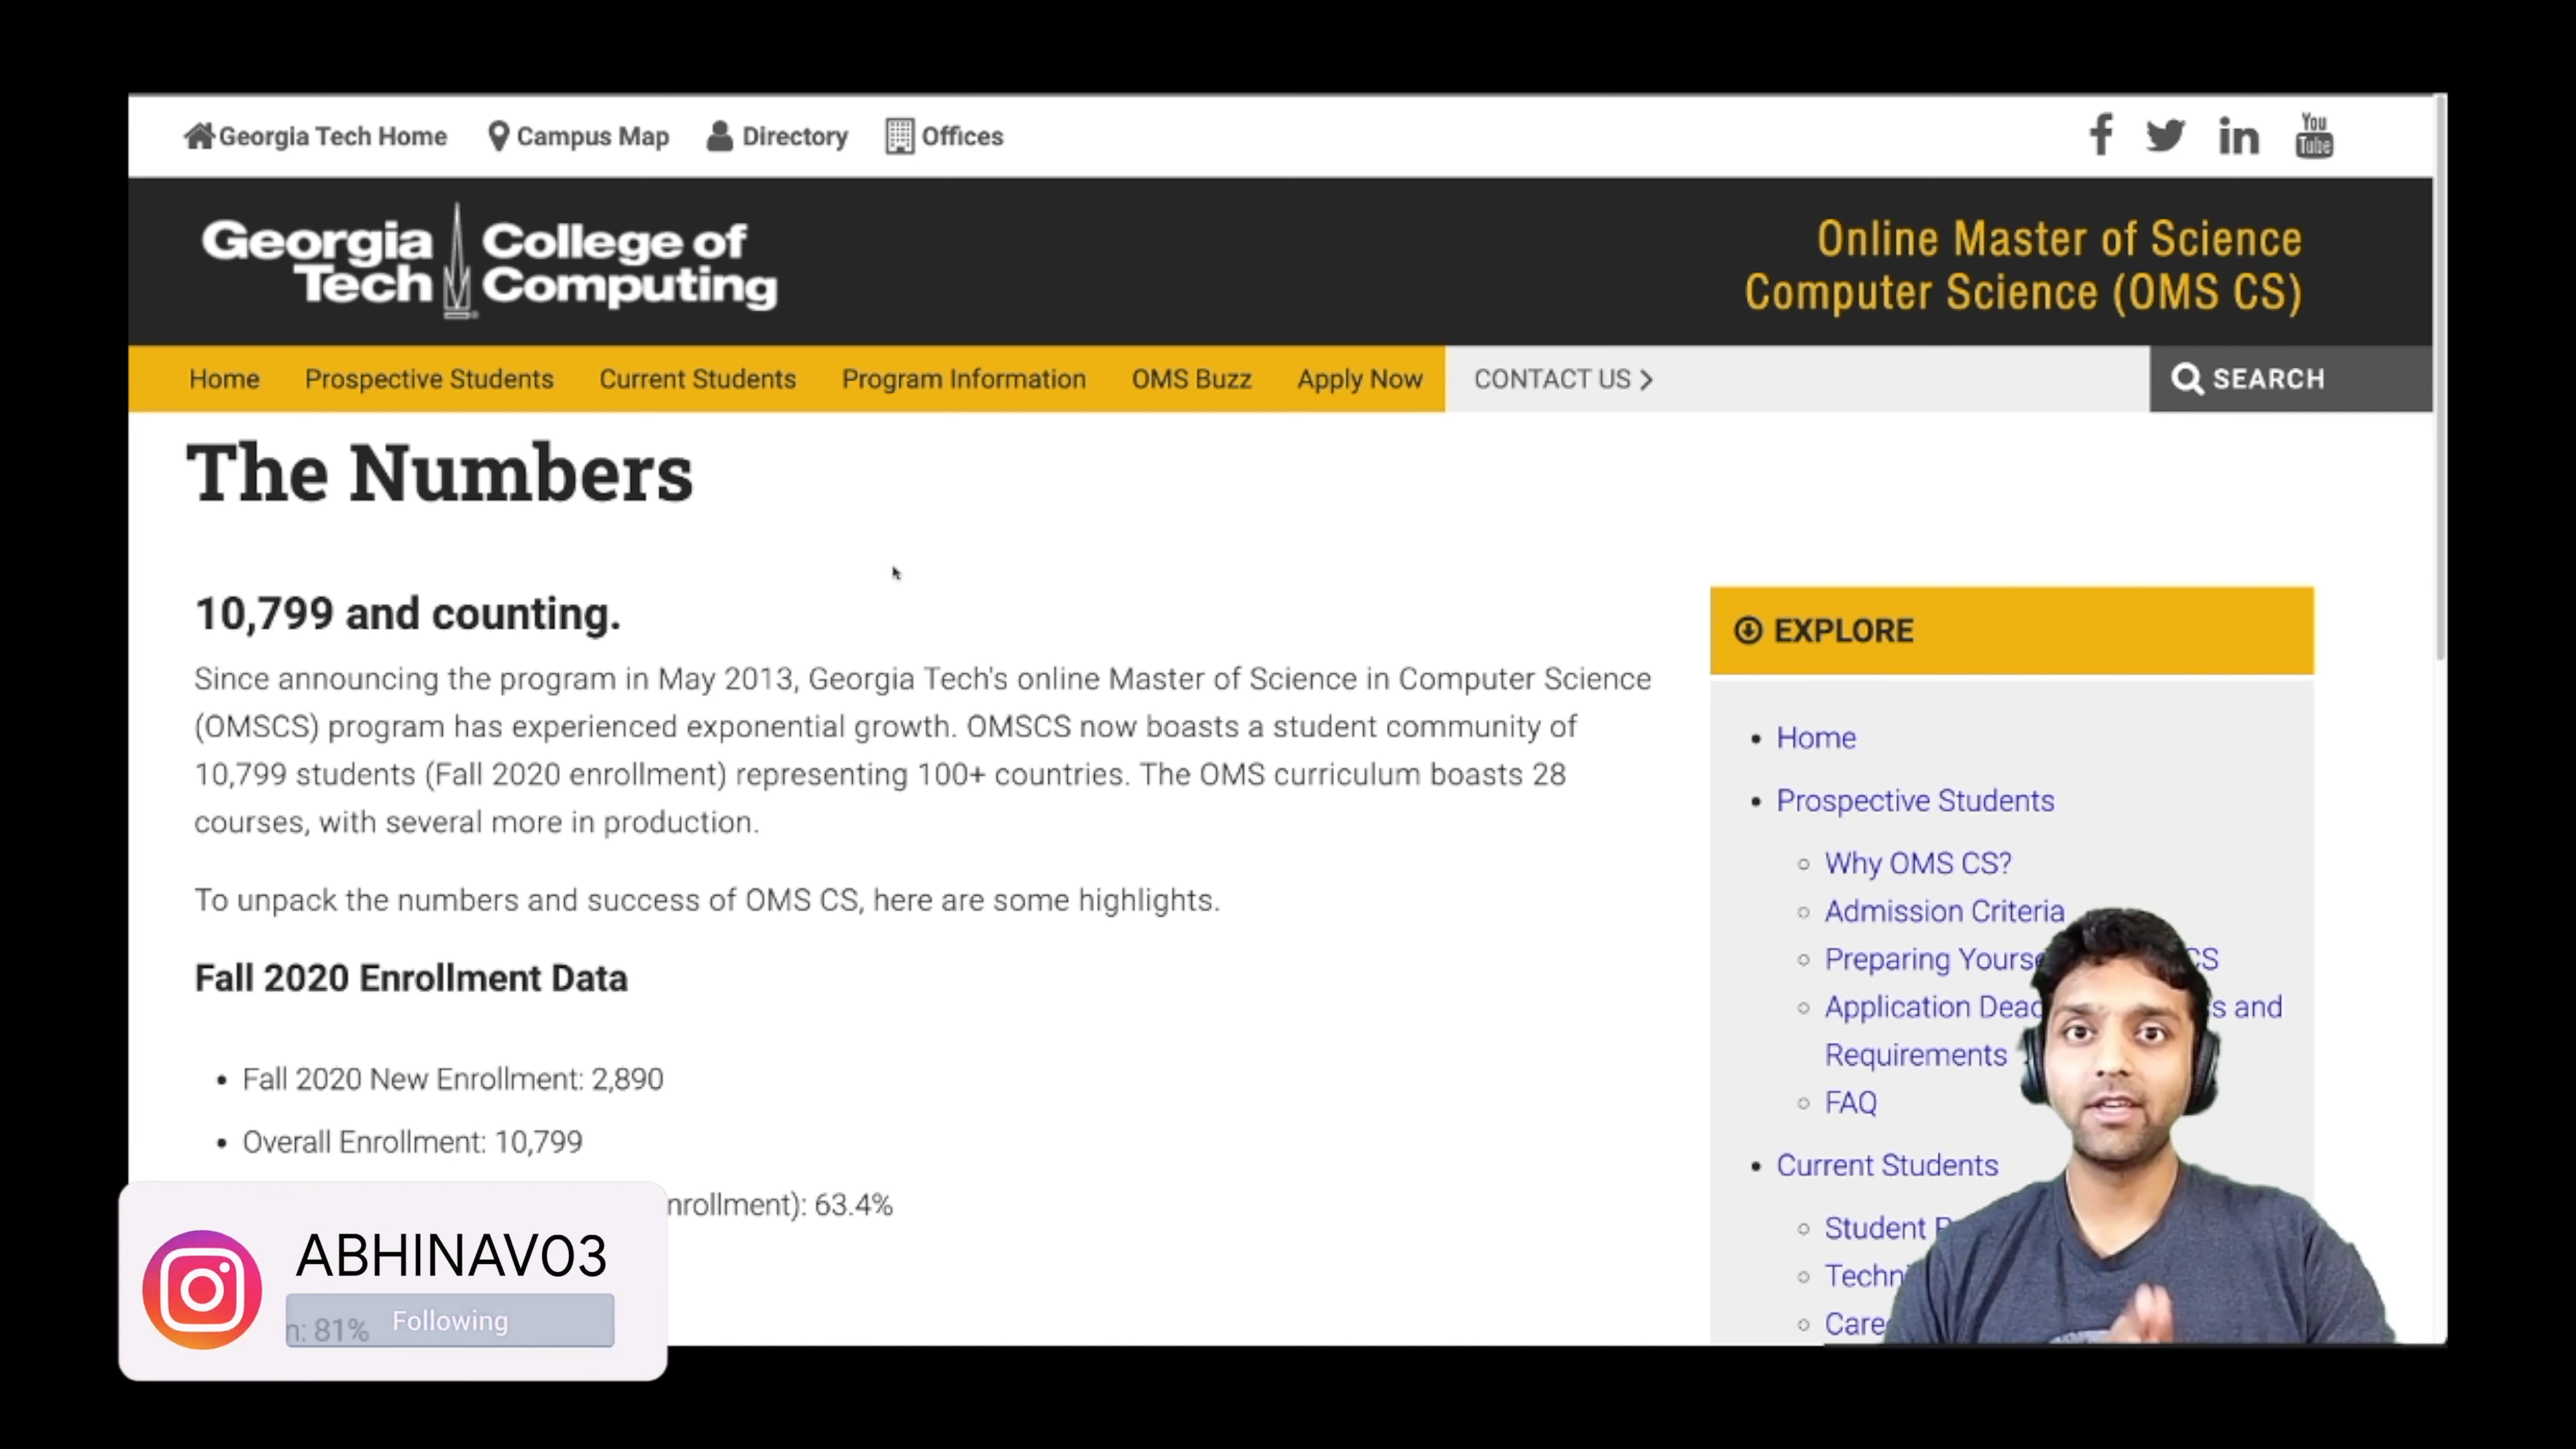 Georgia Tech Home Campus Map Directory Offices
You
Tube
Georgia Tech College of Computing
Online Master of Science
Computer Science (OMS CS)
Home Prospective Students Current Students Program Information OMS Buzz Apply Now CONTACT US SEARCH
The Numbers
10,799 and counting.
Since announcing the program in May 2013, Georgia Tech's online Master of Science in Computer Science
(OMSCS) program has experienced exponential growth. OMSCS now boasts a student community of
10,799 students (Fall 2020 enrollment) representing 100+ countries. The OMS curriculum boasts 28
courses, with several more in production.
To unpack the numbers and success of OMS CS, here are some highlights.
Fall 2020 Enrollment Data
Fall 2020 New Enrollment: 2,890
Overall Enrollment: 10,799
63.4%
ABHINAV03
81%
Following
EXPLORE
Home
Prospective Students
Why OMS CS?
Admission Criteria
Preparing
Application and
Requirements
FAQ
Current Students
Student